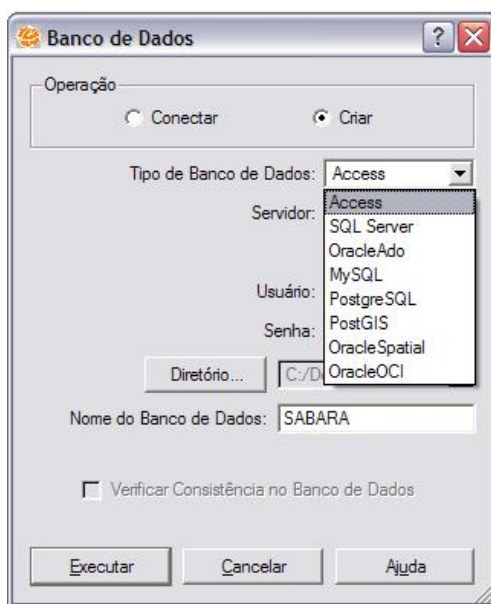 Banco de Dados
Operação
Conectar Criar
Tipo de Banco de Dados: Access
Access
Servidor:
SQL Server
OracleAdo
MySQL
Usuário:
PostgreSQL
PostGIS
Senha:
OracleSpatial
Diretório... C:/D
OracleOCI
Nome do Banco de Dados: SABARA
Verificar Consistência no Banco de Dados
Executar Cancelar Ajuda